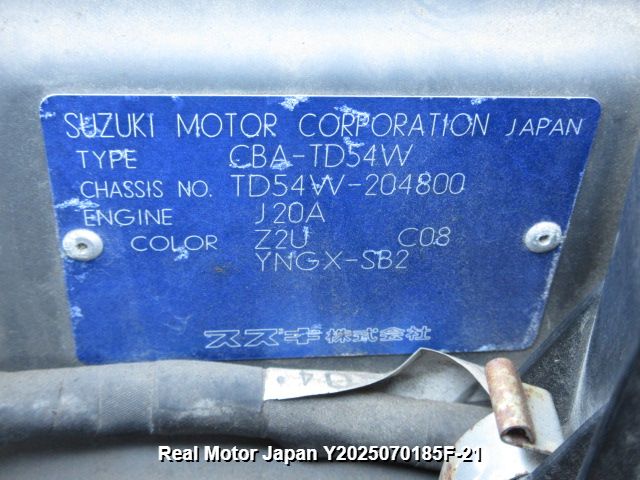 SUZUKI MOTOR CORPORATION JAPAN
TYPE CBA-TD54W
CHASSIS NO. TD54W-204800
ENGINE J20A
COLOR Z2U C08
YNGX-SB2
スズキ株式会社
Real Motor Japan Y2025070185F-21